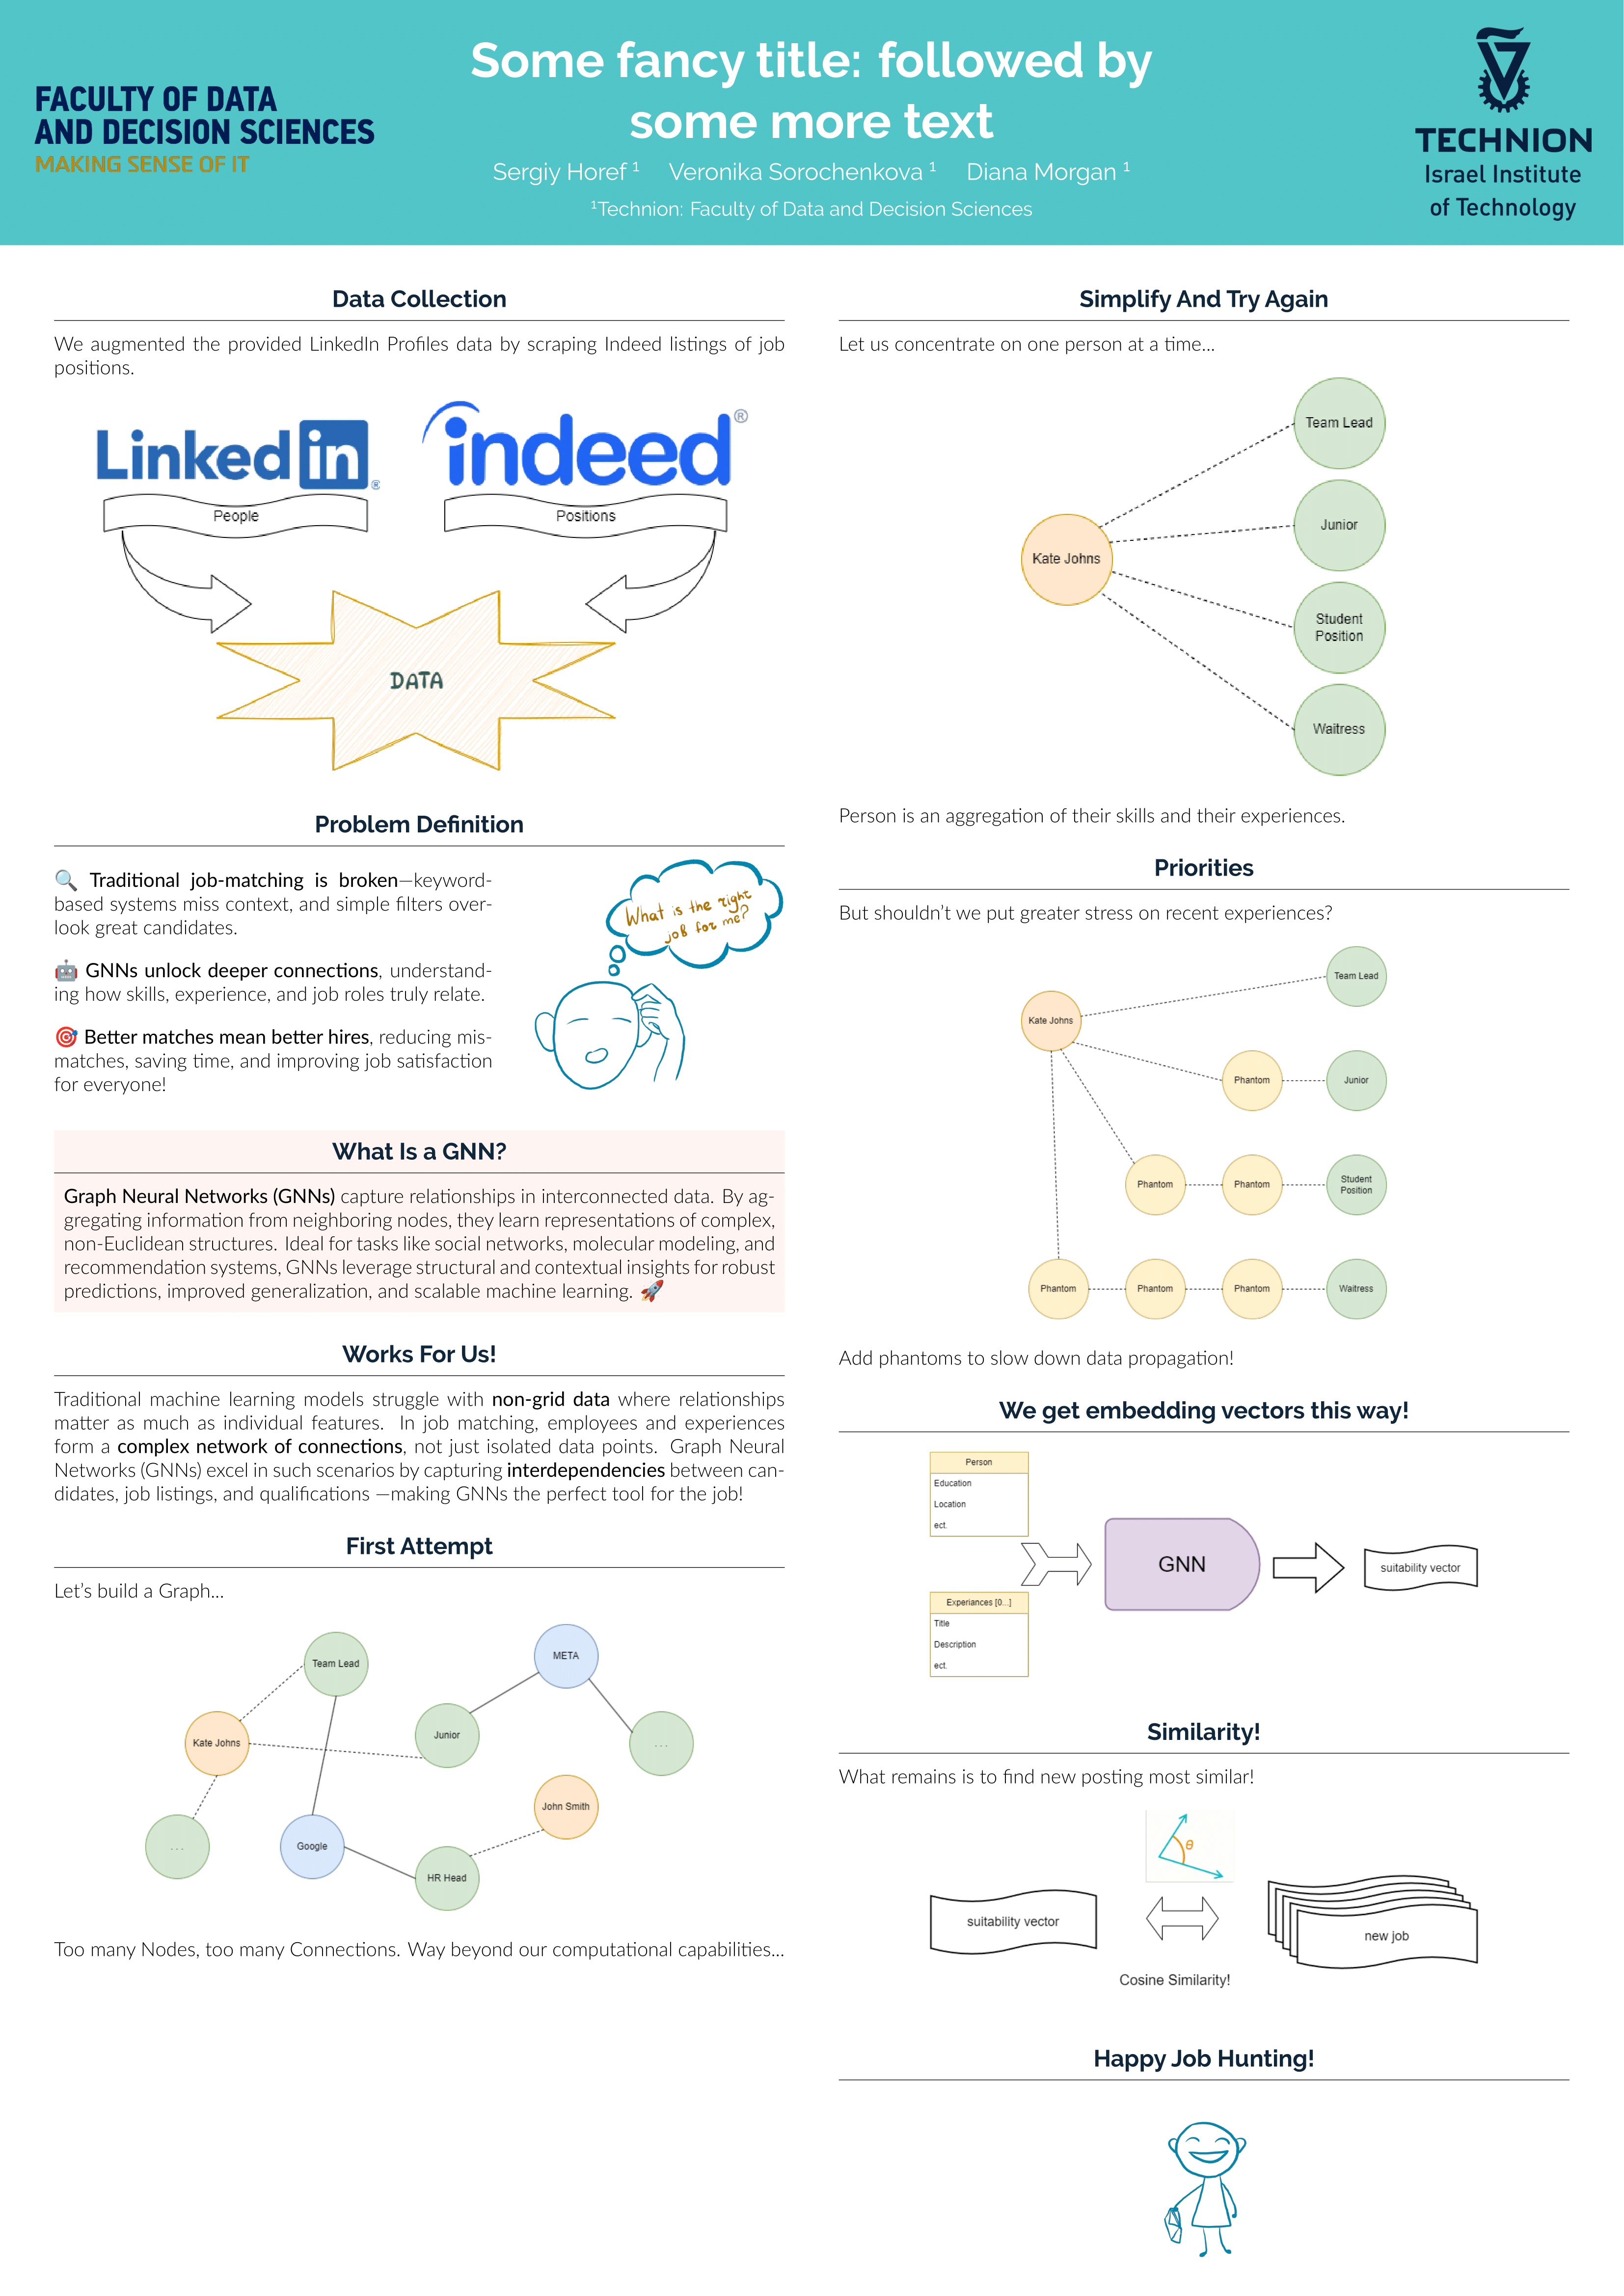 FACULTY OF DATA
AND DECISION SCIENCES
MAKING SENSE OF IT
Some fancy title: followed by
some more text
Sergiy Horef ¹ Veronika Sorochenkova ¹ Diana Morgan ¹
¹Technion: Faculty of Data and Decision Sciences
TECHNION
Israel Institute
of Technology
Data Collection
We augmented the provided LinkedIn Profiles data by scraping Indeed listings of job
positions.
Linked in ®
indeed ®
People
Positions
DATA
Problem Definition
🔍 Traditional job-matching is broken—keyword-
based systems miss context, and simple filters over-
look great candidates.
🤖 GNNs unlock deeper connections, understand-
ing how skills, experience, and job roles truly relate.
🎯 Better matches mean better hires, reducing mis-
matches, saving time, and improving job satisfaction
for everyone!
What is the right
job for me?
What Is a GNN?
Graph Neural Networks (GNNs) capture relationships in interconnected data. By ag-
gregating information from neighboring nodes, they learn representations of complex,
non-Euclidean structures. Ideal for tasks like social networks, molecular modeling, and
recommendation systems, GNNs leverage structural and contextual insights for robust
predictions, improved generalization, and scalable machine learning. 🚀
Works For Us!
Traditional machine learning models struggle with non-grid data where relationships
matter as much as individual features. In job matching, employees and experiences
form a complex network of connections, not just isolated data points. Graph Neural
Networks (GNNs) excel in such scenarios by capturing interdependencies between can-
didates, job listings, and qualifications —making GNNs the perfect tool for the job!
First Attempt
Let's build a Graph...
Team Lead
META
Kate Johns
Junior
...
John Smith
...
Google
HR Head
Too many Nodes, too many Connections. Way beyond our computational capabilities...
Simplify And Try Again
Let us concentrate on one person at a time...
Team Lead
Junior
Kate Johns
Student
Position
Waitress
Person is an aggregation of their skills and their experiences.
Priorities
But shouldn't we put greater stress on recent experiences?
Team Lead
Kate Johns
Phantom
Junior
Phantom
Phantom
Student
Position
Phantom
Phantom
Phantom
Waitress
Add phantoms to slow down data propagation!
We get embedding vectors this way!
Person
Education
Location
ect.
GNN
suitability vector
Experiances [0...]
Title
Description
ect.
Similarity!
What remains is to find new posting most similar!
θ
suitability vector
new job
Cosine Similarity!
Happy Job Hunting!